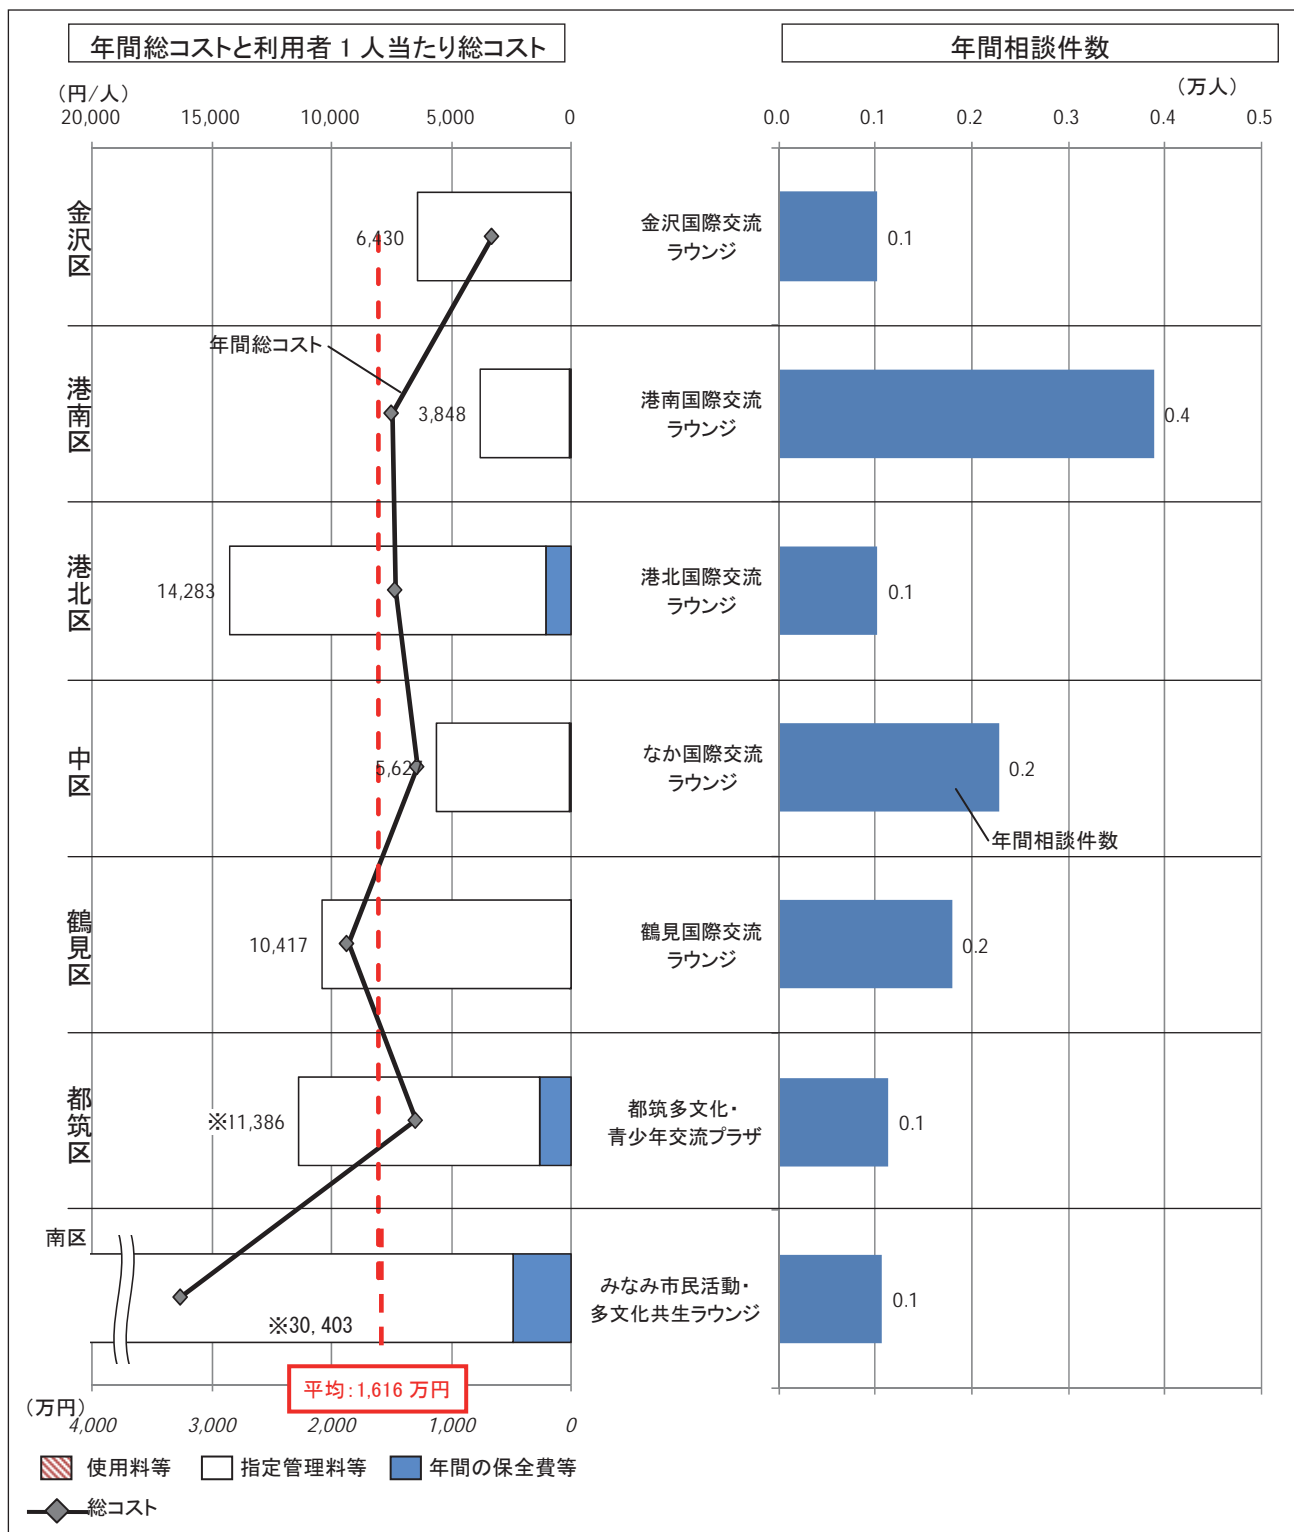 年間総コストと利用者1人当たり総コスト
年間相談件数
(円/人)
20,000 15,000 10,000 5,000 0
(万人)
0.0 0.1 0.2 0.3 0.4 0.5
金沢区
6,430
金沢国際交流
ラウンジ
0.1
年間総コスト
港南区
3,848
港南国際交流
ラウンジ
0.4
港北区
14,283
港北国際交流
ラウンジ
0.1
中区
なか国際交流
ラウンジ
0.2
年間相談件数
鶴見区
10,417
鶴見国際交流
ラウンジ
0.2
都筑区
※11,386
都筑多文化・
青少年交流プラザ
0.1
南区
※30,403
みなみ市民活動・
多文化共生ラウンジ
0.1
平均:1,616万円
(万円)
4,000 3,000 2,000 1,000 0
使用料等 指定管理料等 年間の保全費等
総コスト